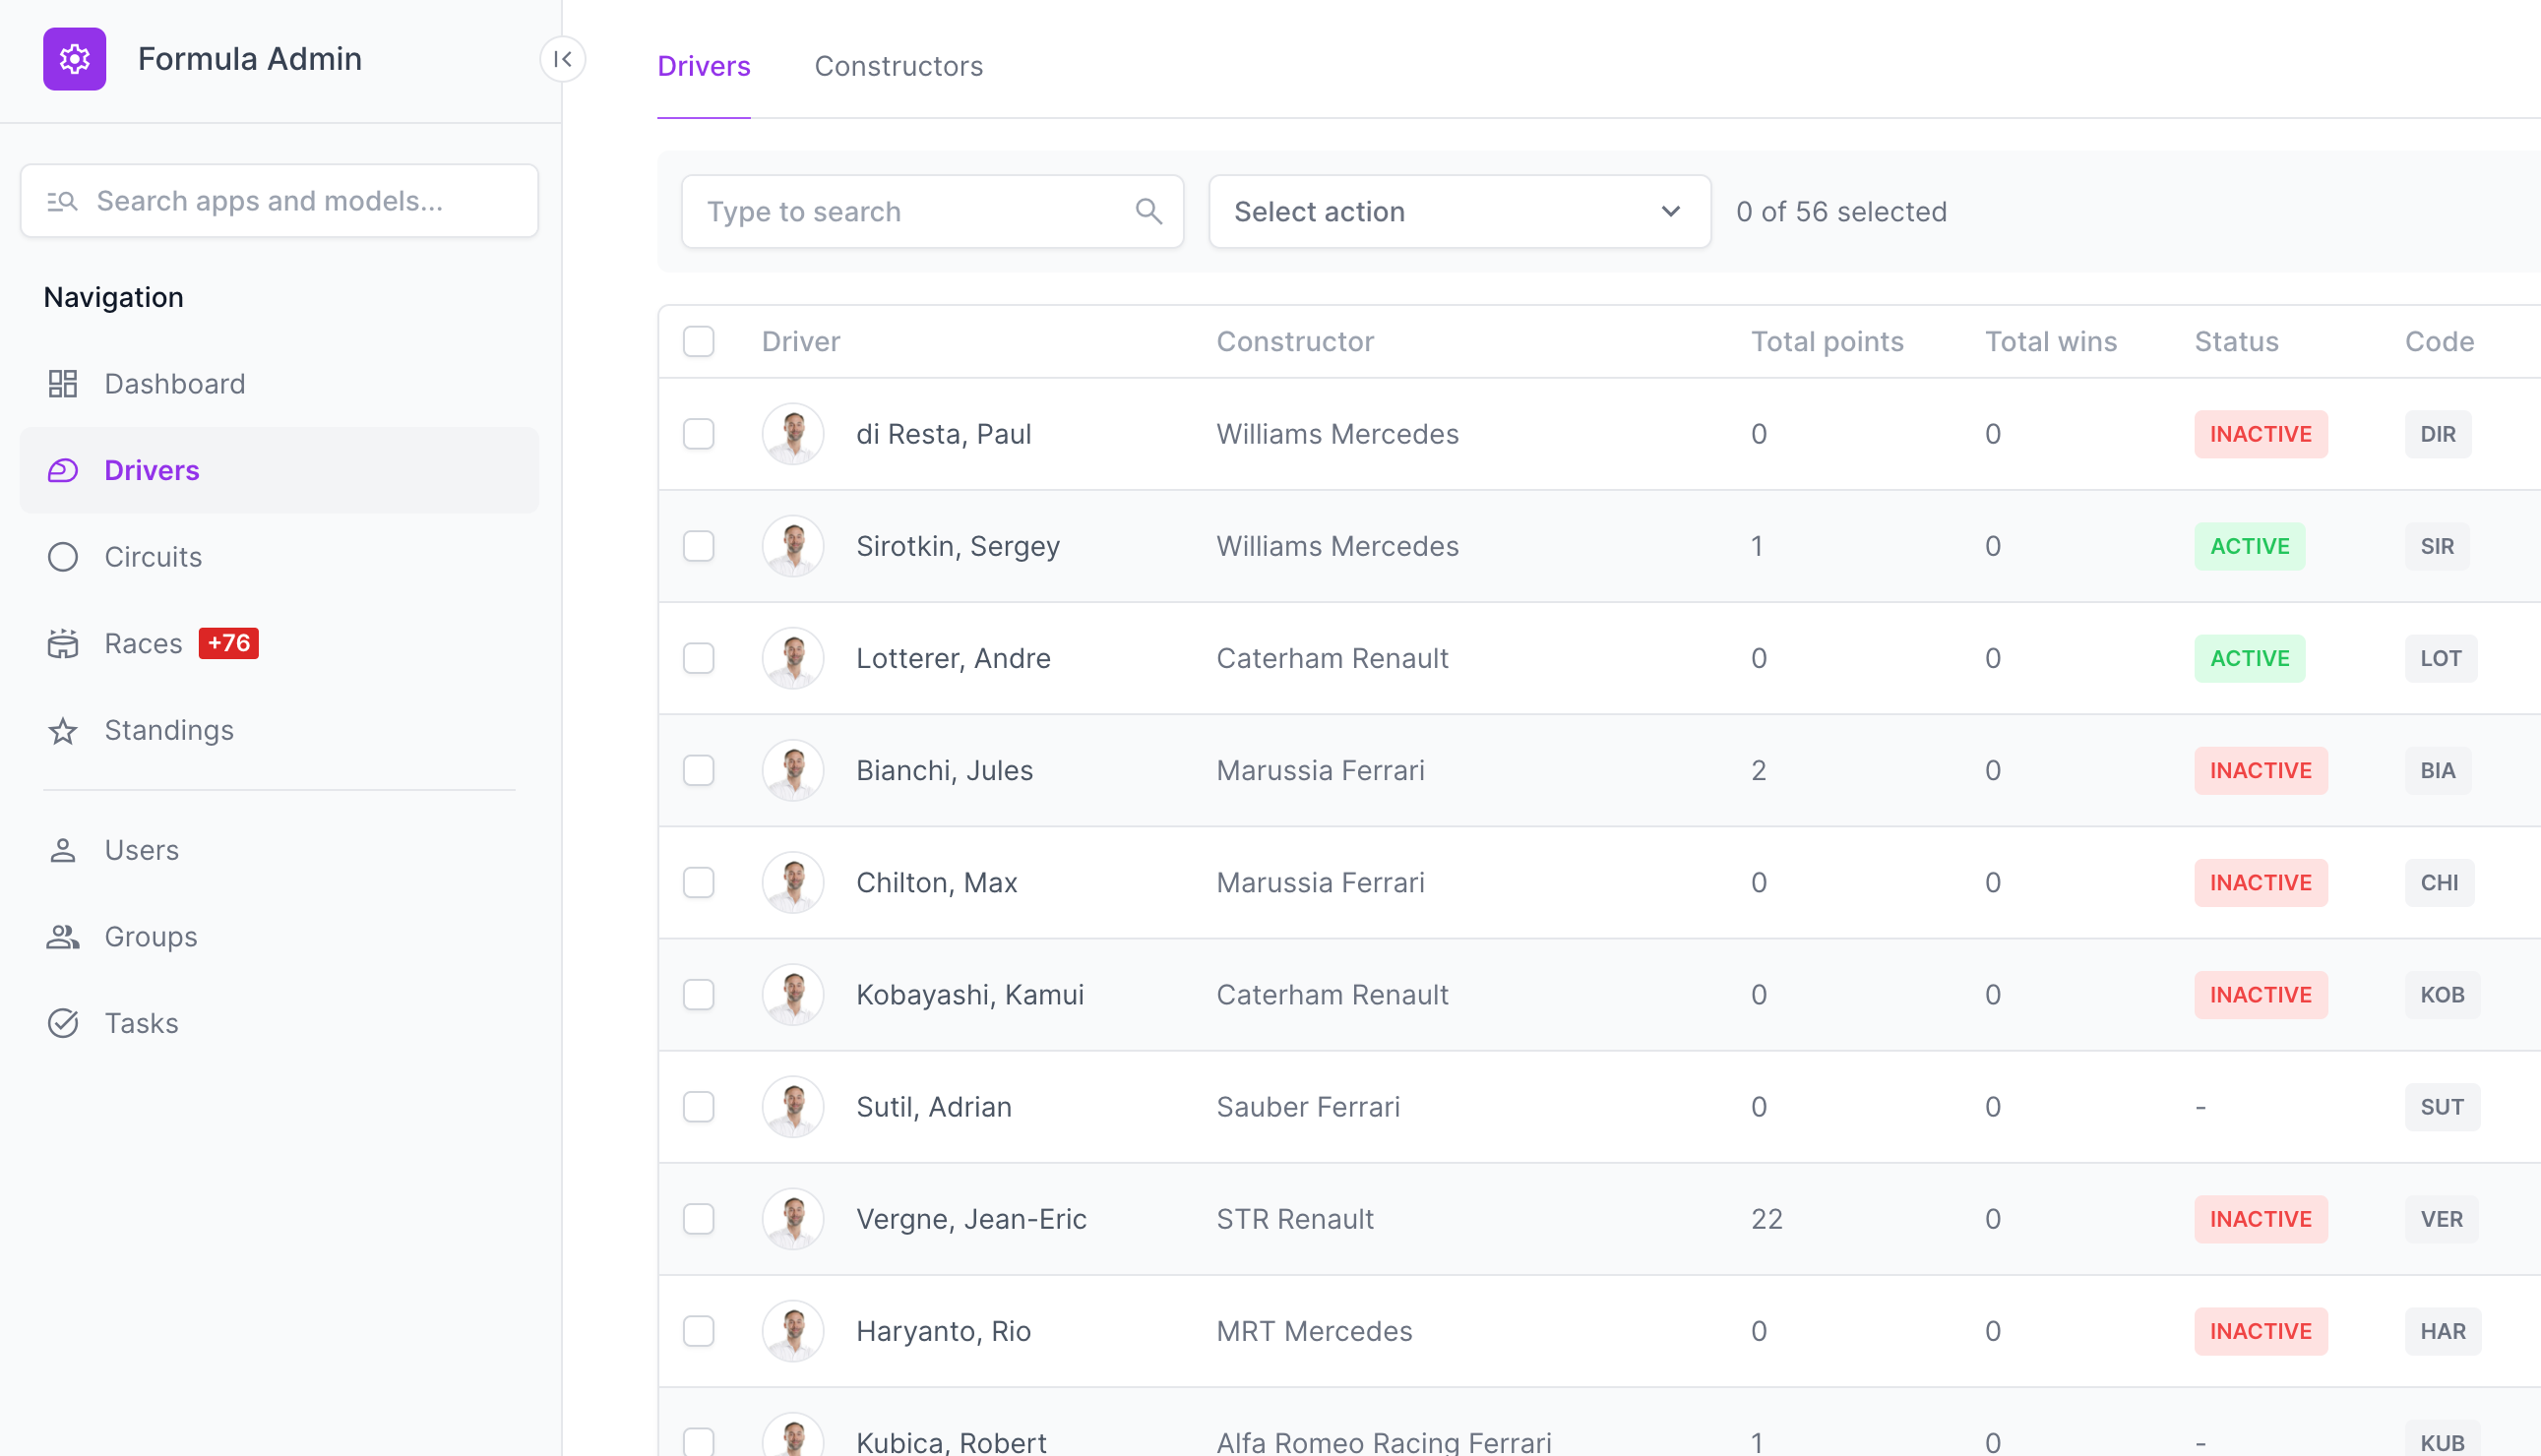 Formula Admin
Search apps and models...
Navigation
Dashboard
Drivers
Circuits
Races +76
Standings
Users
Groups
Tasks
Drivers Constructors
Type to search Select action 0 of 56 selected
Driver Constructor Total points Total wins Status Code
di Resta, Paul Williams Mercedes 0 0 INACTIVE DIR
Sirotkin, Sergey Williams Mercedes 1 0 ACTIVE SIR
Lotterer, Andre Caterham Renault 0 0 ACTIVE LOT
Bianchi, Jules Marussia Ferrari 2 0 INACTIVE BIA
Chilton, Max Marussia Ferrari 0 0 INACTIVE CHI
Kobayashi, Kamui Caterham Renault 0 0 INACTIVE KOB
Sutil, Adrian Sauber Ferrari 0 0 - SUT
Vergne, Jean-Eric STR Renault 22 0 INACTIVE VER
Haryanto, Rio MRT Mercedes 0 0 INACTIVE HAR
Kubica, Robert Alfa Romeo Racing Ferrari 1 0 - KUB